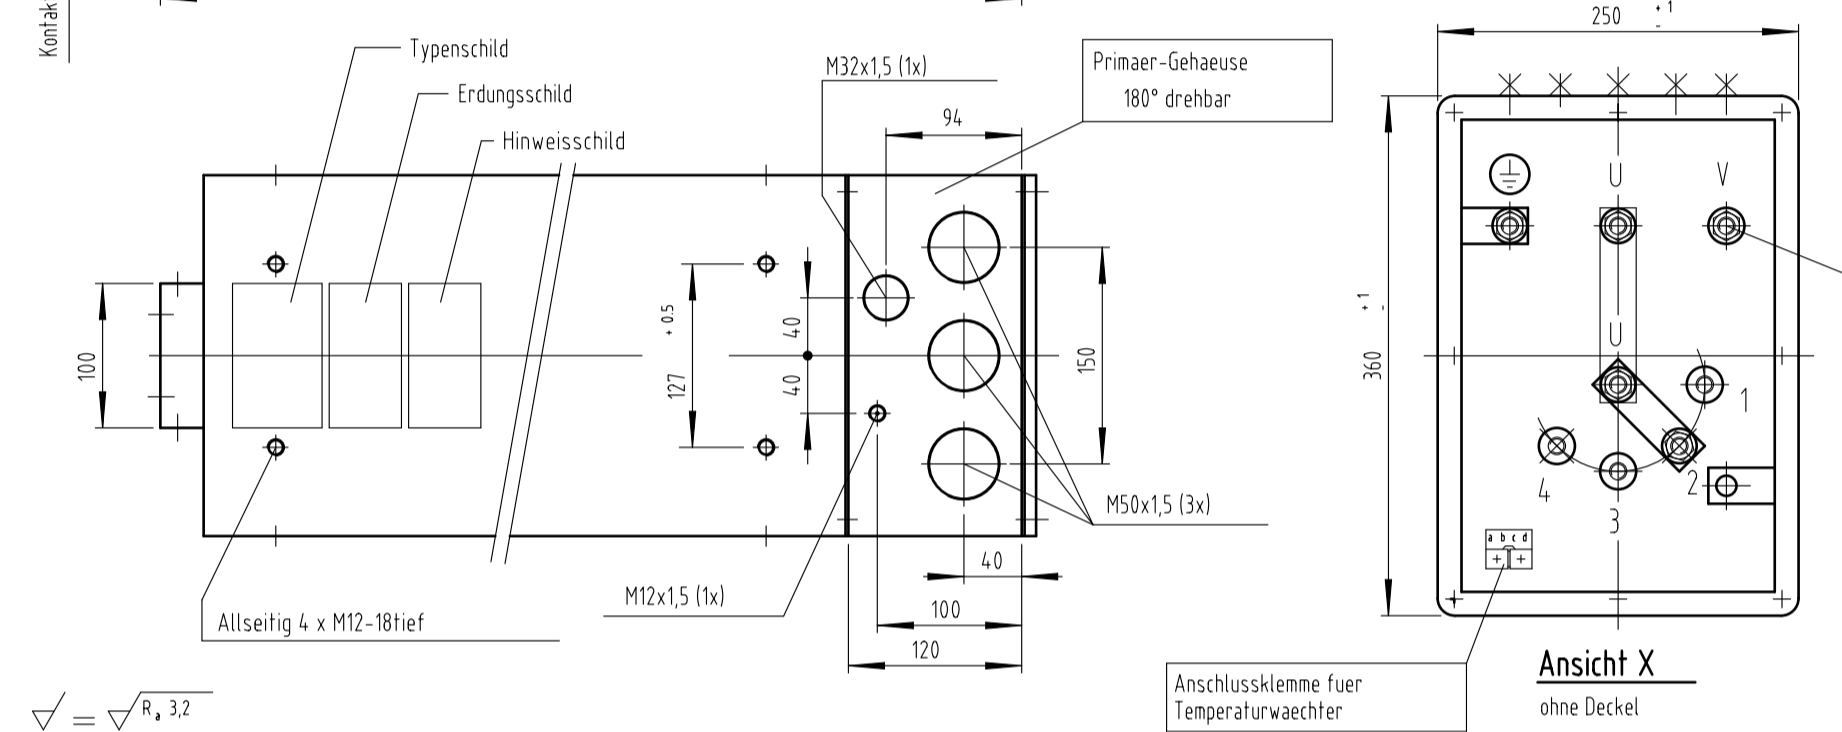 Kontak
Typenschild
Erdungsschild
Hinweisschild
M32x1,5 (1x)
94
Primaer-Gehaeuse
180° drehbar
250 +1 -
100
127 +0.5
40
40
150
360 +1 -
U
V
U
1
2
3
4
a b c d
M50x1,5 (3x)
40
M12x1,5 (1x)
100
120
Allseitig 4 x M12-18tief
Ra 3,2
Anschlussklemme fuer
Temperaturwaechter
Ansicht X
ohne Deckel